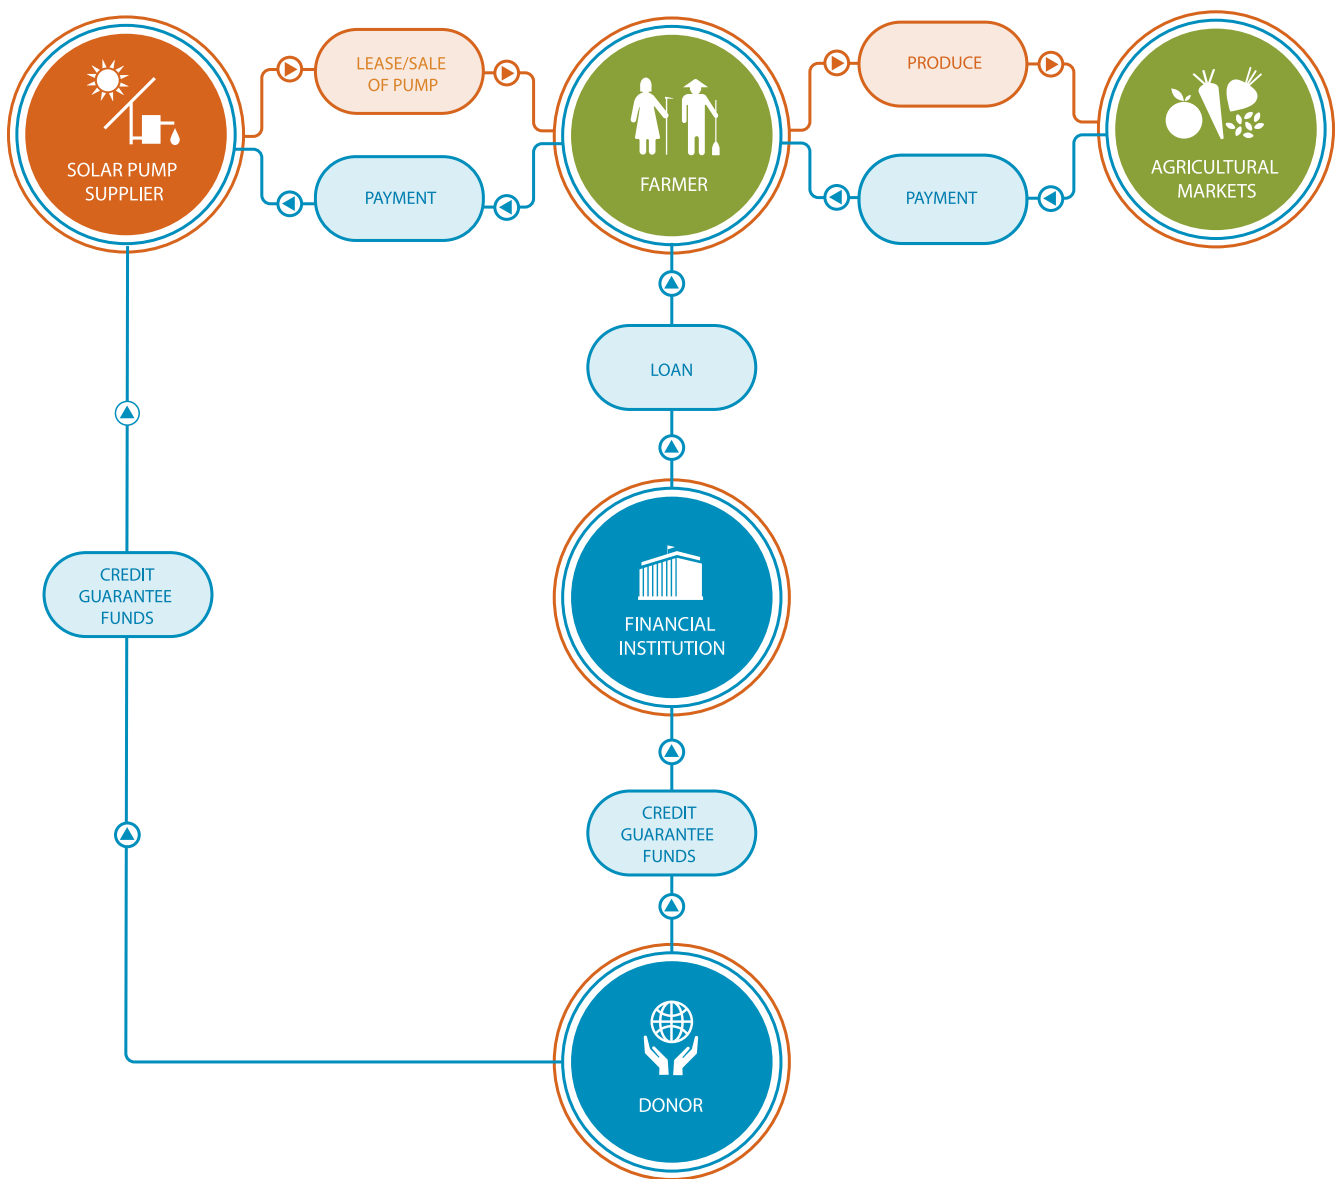 LEASE/SALE
OF PUMP
PRODUCE
SOLAR PUMP
SUPPLIER
PAYMENT
FARMER
PAYMENT
AGRICULTURAL
MARKETS
LOAN
CREDIT
GUARANTEE
FUNDS
FINANCIAL
INSTITUTION
CREDIT
GUARANTEE
FUNDS
DONOR